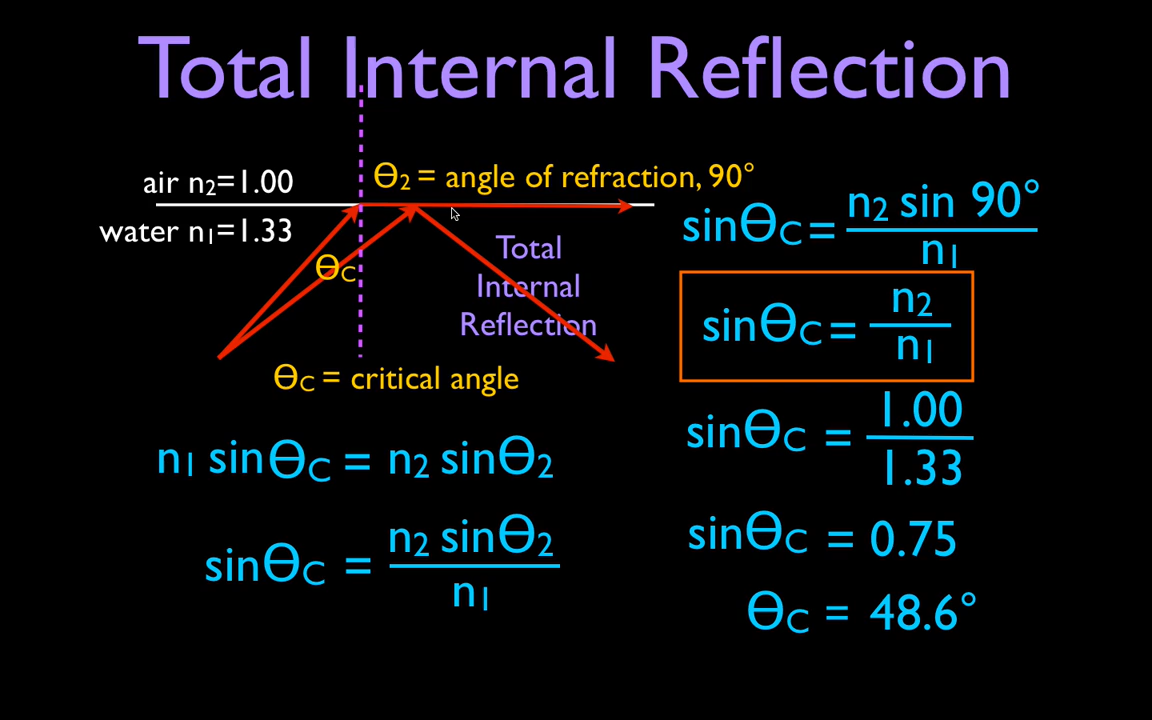 Total Internal Reflection
air n₂=1.00
ϴ₂ = angle of refraction, 90°
water n₁=1.33
ϴC
Total
Internal
Reflection
ϴC = critical angle
n₁ sinϴC = n₂ sinϴ₂
sinϴC = n₂ sinϴ₂ / n₁
sinϴC = n₂ sin 90° / n₁
sinϴC = n₂ / n₁
sinϴC = 1.00 / 1.33
sinϴC = 0.75
ϴC = 48.6°